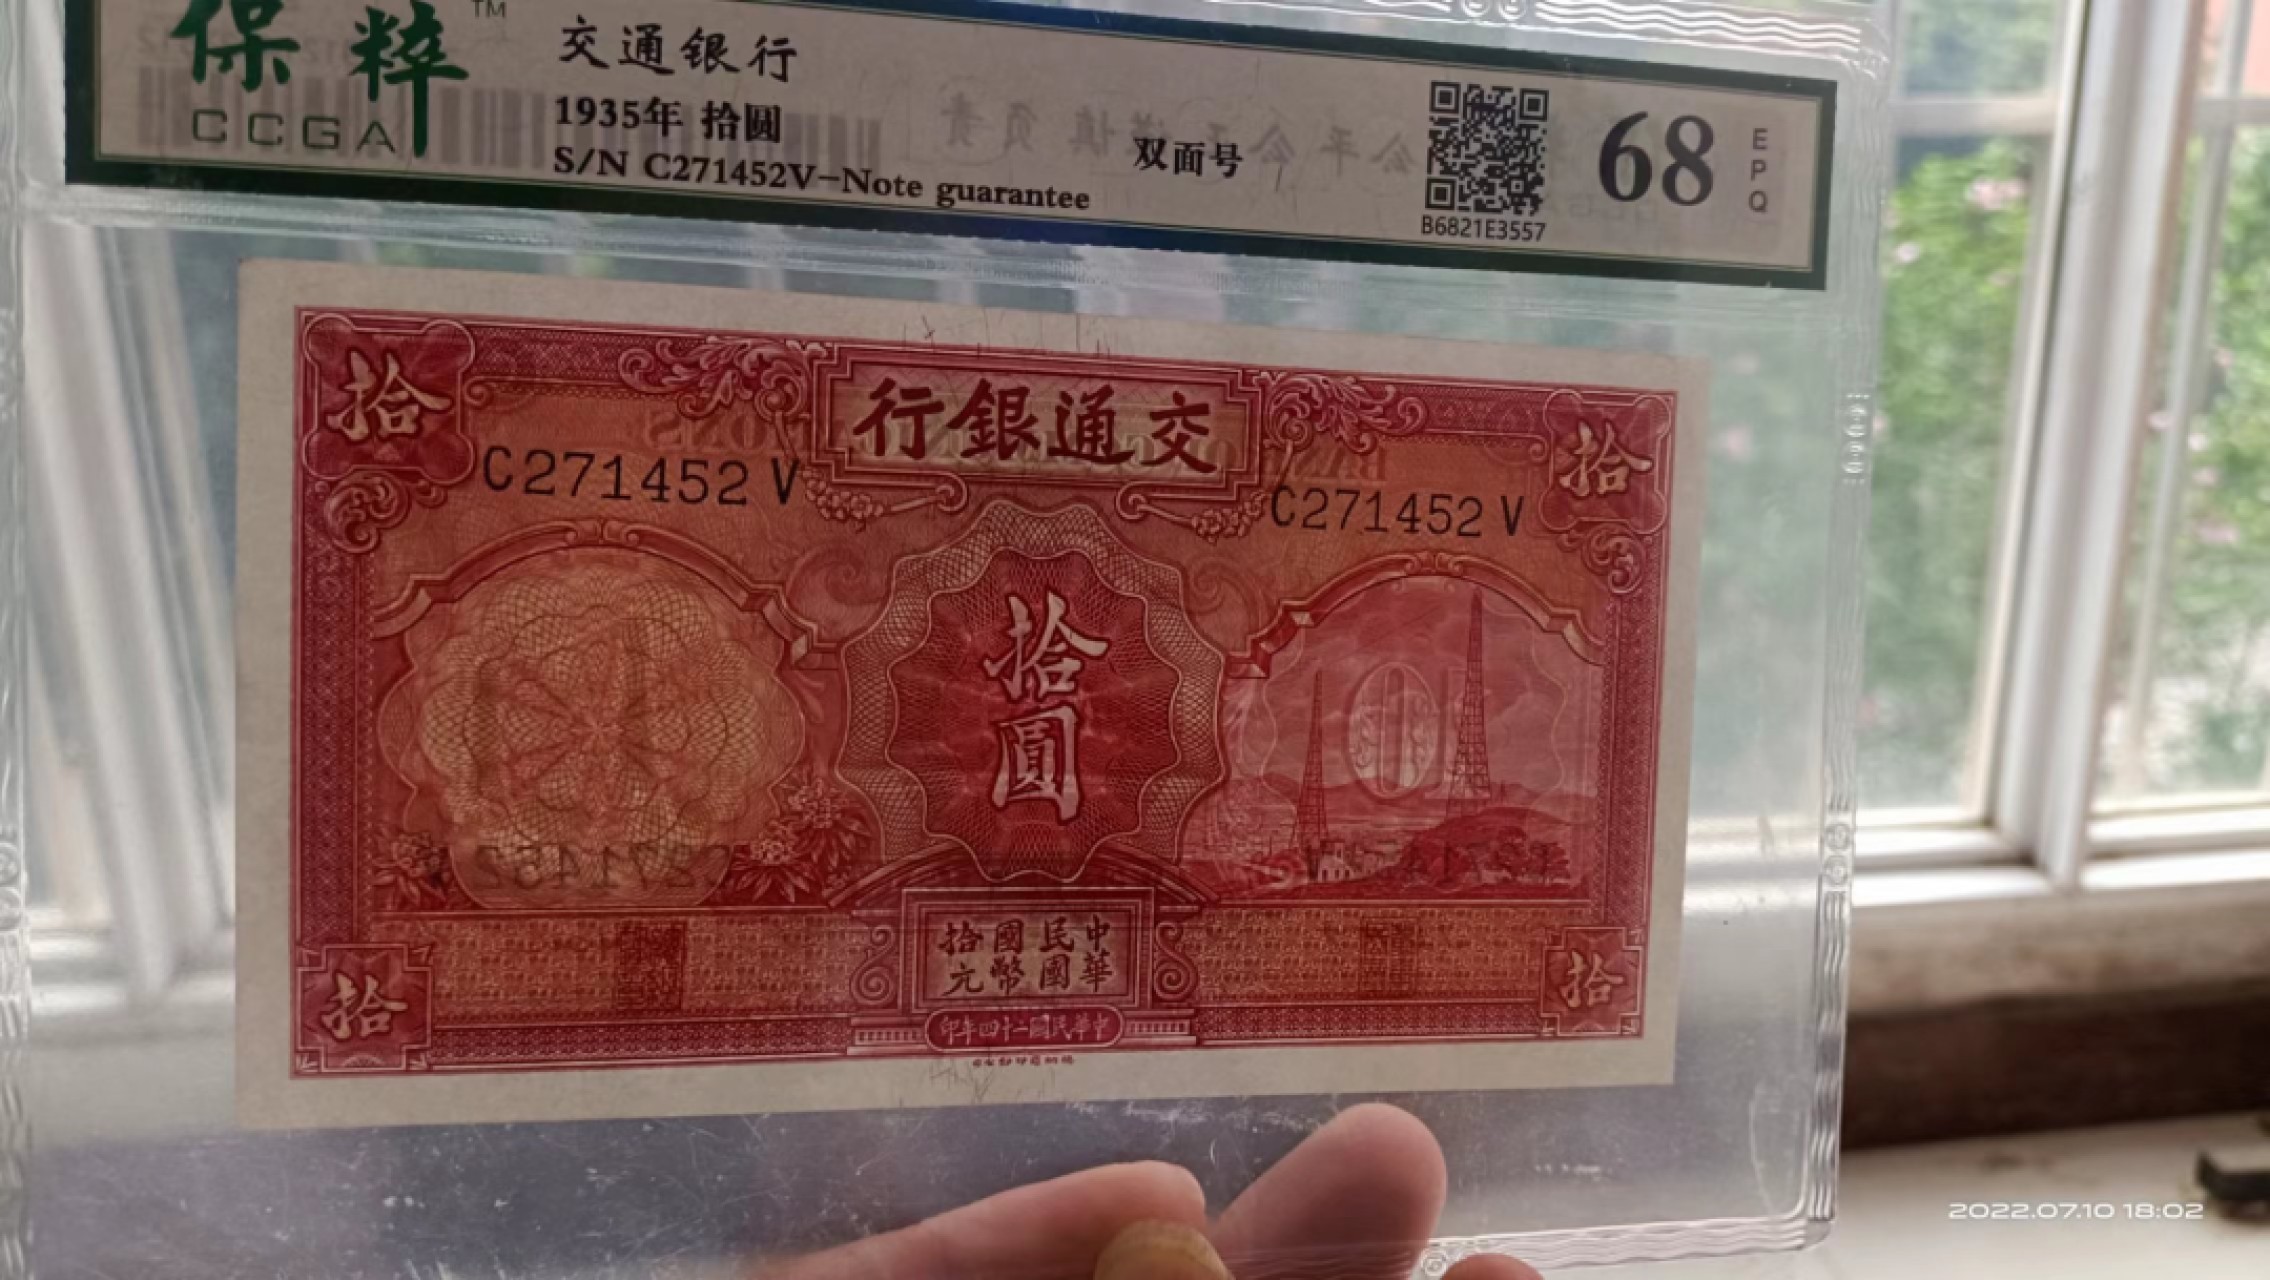 保粹 TM
CCGA
交通银行
1935年 拾圆
S/N C271452V-Note guarantee
双面号
B6821E3557
68
EPQ
行銀通交
拾
拾
C271452 V
C271452 V
拾圓
10
中華民國國幣拾元
印年四十二國民華中
拾
拾
2022.07.10 18:02